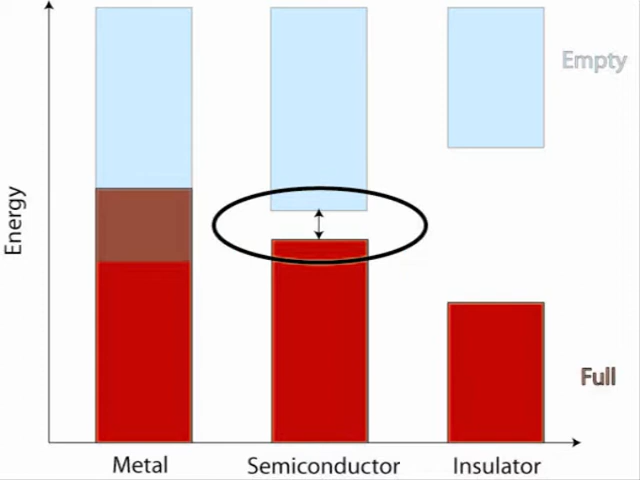 Empty
Energy
Full
Metal
Semiconductor
Insulator